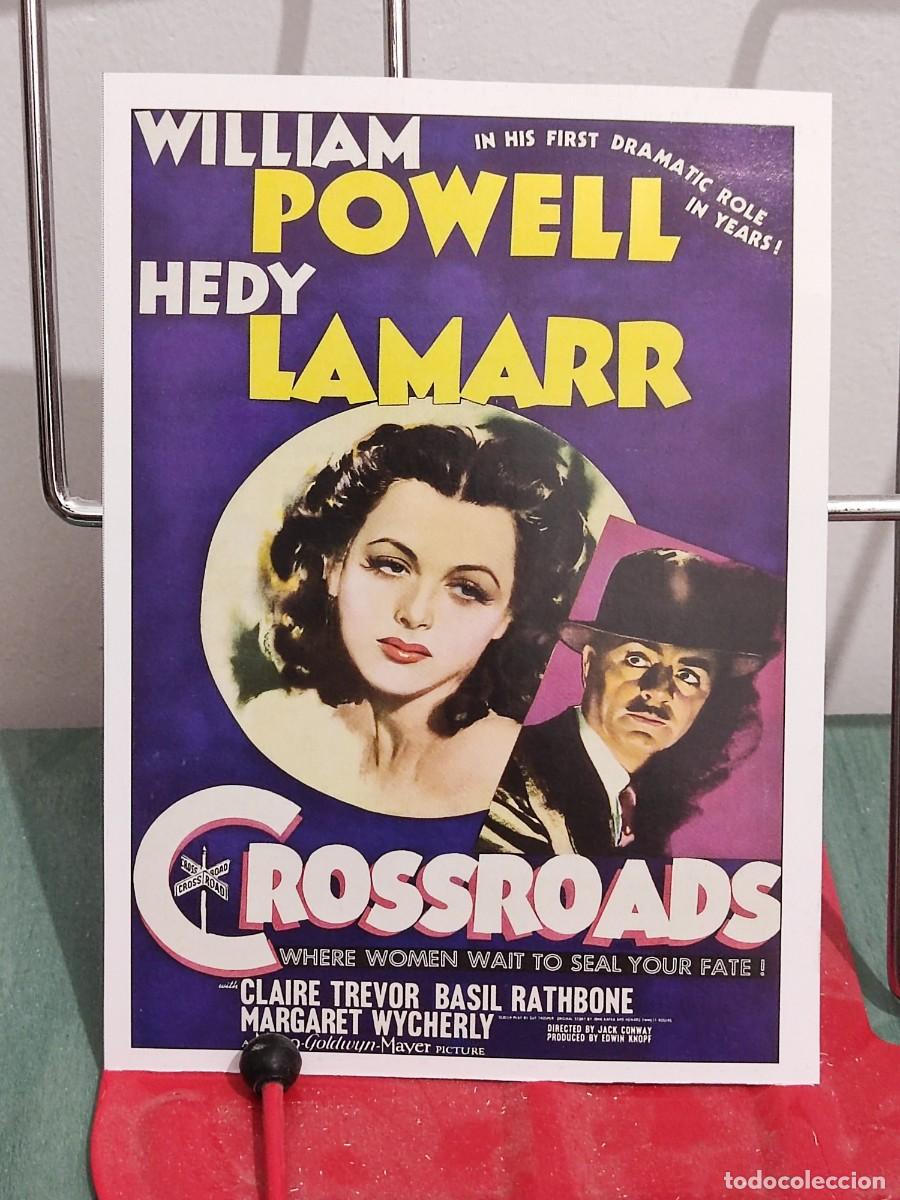 WILLIAM
POWELL
IN HIS FIRST DRAMATIC ROLE
IN YEARS!
HEDY
LAMARR
CROSSROADS
CROSS ROAD
WHERE WOMEN WAIT TO SEAL YOUR FATE!
with CLAIRE TREVOR BASIL RATHBONE
MARGARET WYCHERLY
DIRECTED BY JACK CONWAY
PRODUCED BY EDWIN KNOPF
Goldwyn-Mayer PICTURE
todocoleccion